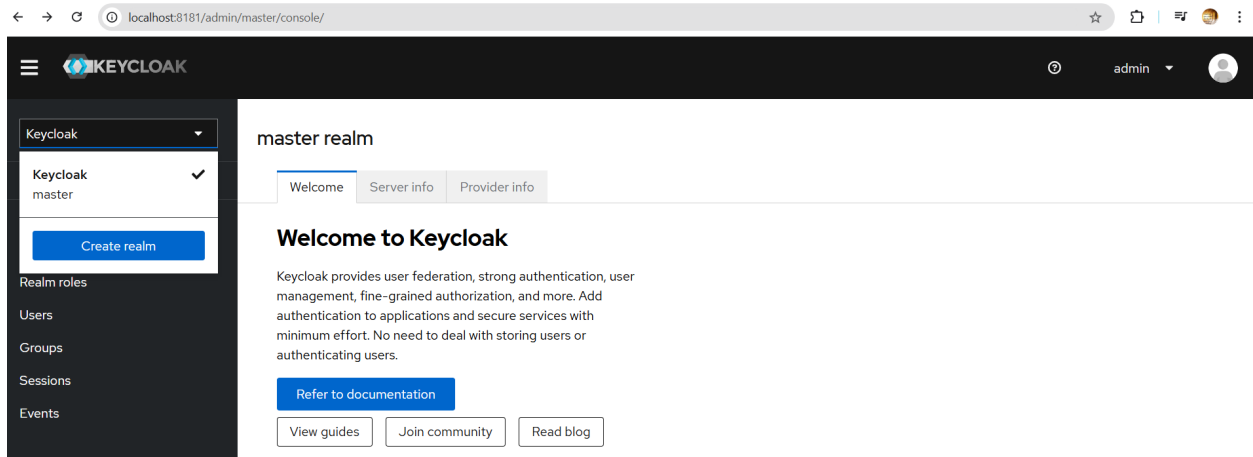 localhost:8181/admin/master/console/
KEYCLOAK
admin
Keycloak
Keycloak
master
Create realm
Realm roles
Users
Groups
Sessions
Events
master realm
Welcome
Server info
Provider info
Welcome to Keycloak
Keycloak provides user federation, strong authentication, user
management, fine-grained authorization, and more. Add
authentication to applications and secure services with
minimum effort. No need to deal with storing users or
authenticating users.
Refer to documentation
View guides
Join community
Read blog